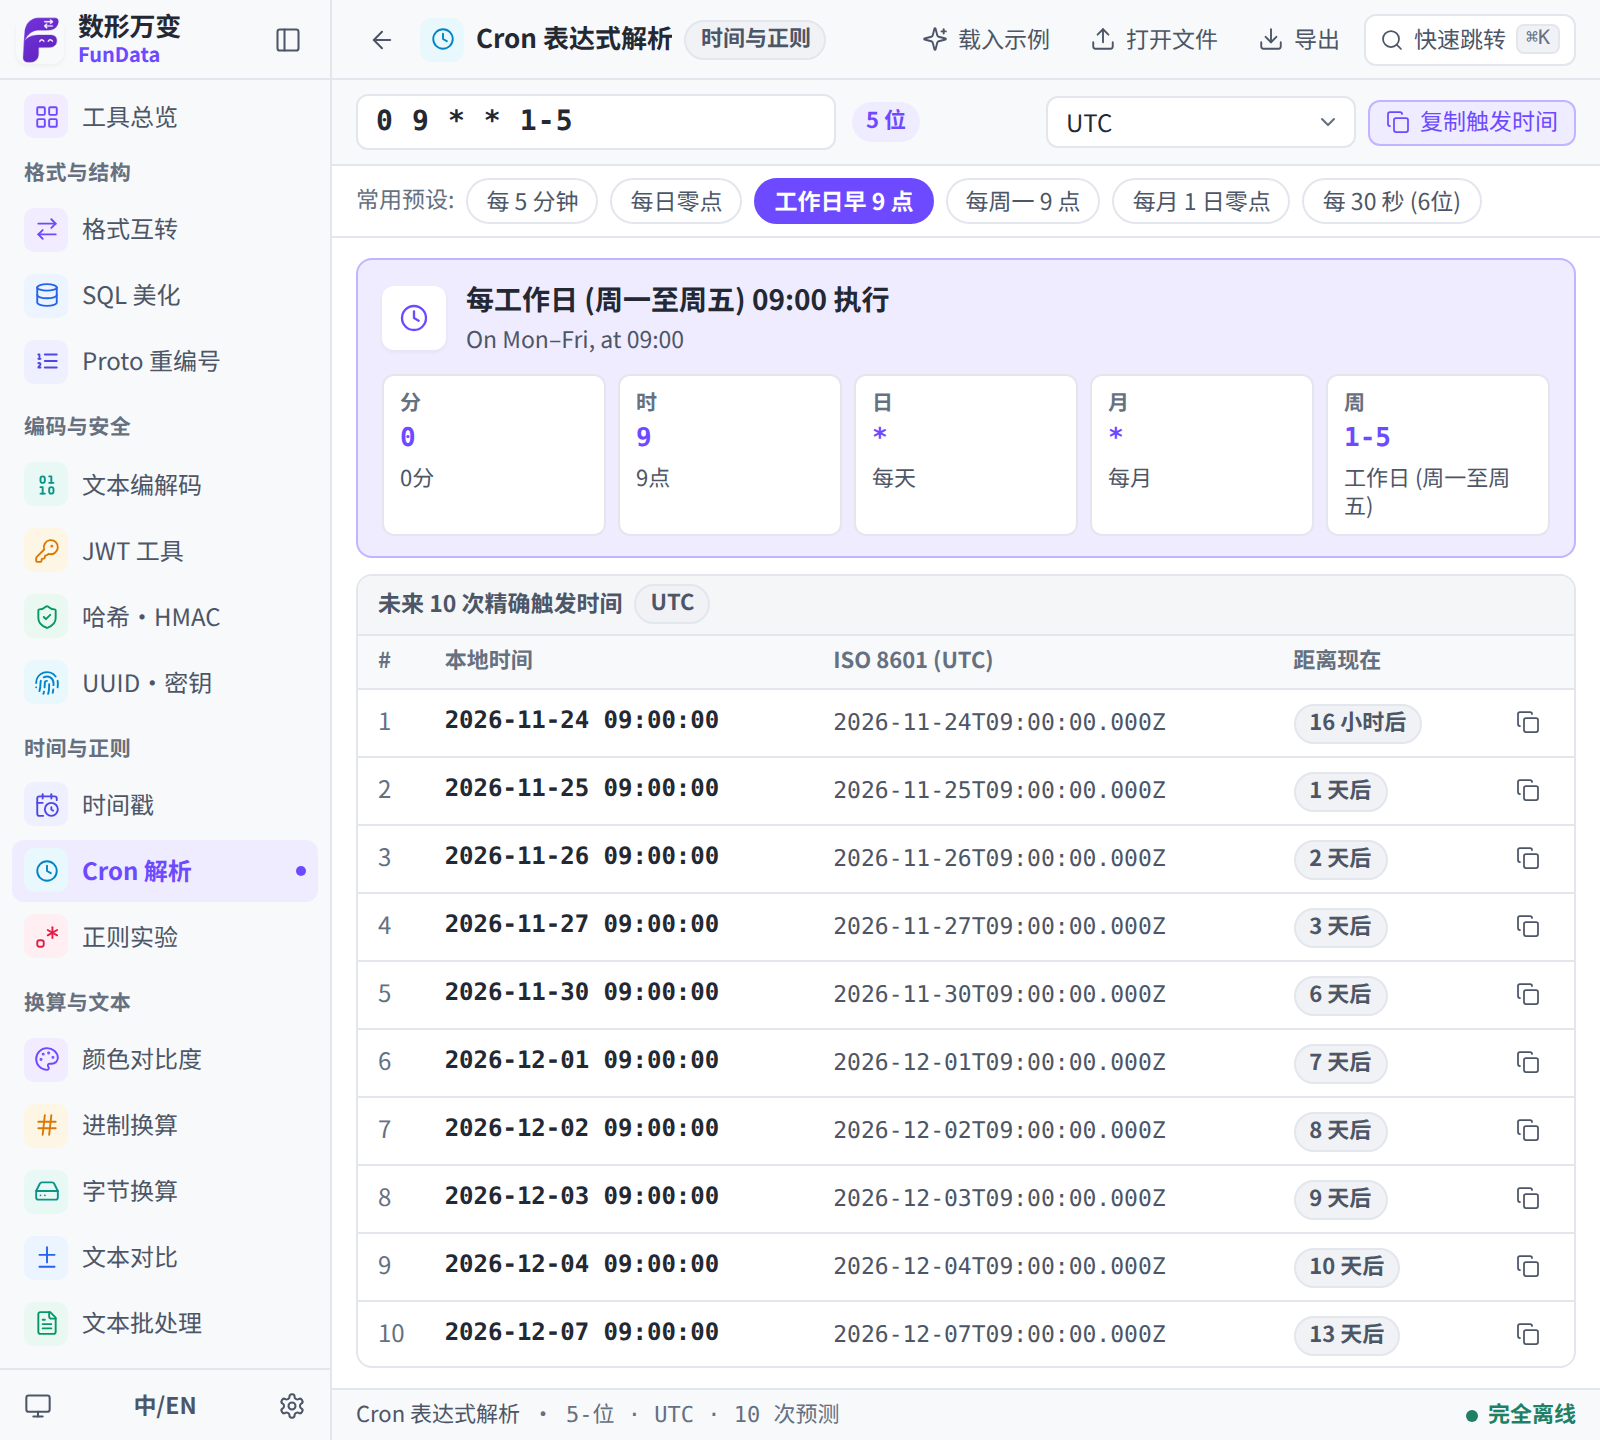 数形万变
FunData
工具总览
格式与结构
格式互转
SQL 美化
Proto 重编号
编码与安全
文本编解码
JWT 工具
哈希・HMAC
UUID・密钥
时间与正则
时间戳
Cron 解析
正则实验
换算与文本
颜色对比度
进制换算
字节换算
文本对比
文本批处理
中/EN
Cron 表达式解析 时间与正则 载入示例 打开文件 导出 快速跳转 ⌘K
0 9 * * 1-5 5 位 UTC 复制触发时间
常用预设: 每 5 分钟 每日零点 工作日早 9 点 每周一 9 点 每月 1 日零点 每 30 秒 (6位)
每工作日 (周一至周五) 09:00 执行
On Mon–Fri, at 09:00
分 时 日 月 周
0 9 * * 1-5
0分 9点 每天 每月 工作日 (周一至周五)
未来 10 次精确触发时间 UTC
# 本地时间 ISO 8601 (UTC) 距离现在
1 2026-11-24 09:00:00 2026-11-24T09:00:00.000Z 16 小时后
2 2026-11-25 09:00:00 2026-11-25T09:00:00.000Z 1 天后
3 2026-11-26 09:00:00 2026-11-26T09:00:00.000Z 2 天后
4 2026-11-27 09:00:00 2026-11-27T09:00:00.000Z 3 天后
5 2026-11-30 09:00:00 2026-11-30T09:00:00.000Z 6 天后
6 2026-12-01 09:00:00 2026-12-01T09:00:00.000Z 7 天后
7 2026-12-02 09:00:00 2026-12-02T09:00:00.000Z 8 天后
8 2026-12-03 09:00:00 2026-12-03T09:00:00.000Z 9 天后
9 2026-12-04 09:00:00 2026-12-04T09:00:00.000Z 10 天后
10 2026-12-07 09:00:00 2026-12-07T09:00:00.000Z 13 天后
Cron 表达式解析 · 5-位 · UTC · 10 次预测 完全离线